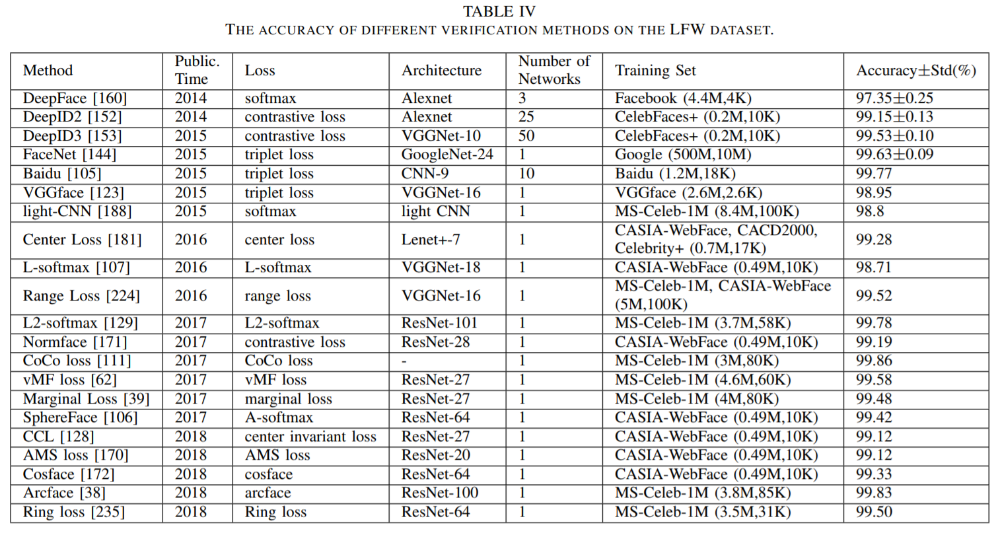 TABLE IV
THE ACCURACY OF DIFFERENT VERIFICATION METHODS ON THE LFW DATASET.
Method Public. Time Loss Architecture Number of Networks Training Set Accuracy±Std(%)
DeepFace [160] 2014 softmax Alexnet 3 Facebook (4.4M,4K) 97.35±0.25
DeepID2 [152] 2014 contrastive loss Alexnet 25 CelebFaces+ (0.2M,10K) 99.15±0.13
DeepID3 [153] 2015 contrastive loss VGGNet-10 50 CelebFaces+ (0.2M,10K) 99.53±0.10
FaceNet [144] 2015 triplet loss GoogleNet-24 1 Google (500M,10M) 99.63±0.09
Baidu [105] 2015 triplet loss CNN-9 10 Baidu (1.2M,18K) 99.77
VGGface [123] 2015 triplet loss VGGNet-16 1 VGGface (2.6M,2.6K) 98.95
light-CNN [188] 2015 softmax light CNN 1 MS-Celeb-1M (8.4M,100K) 98.8
Center Loss [181] 2016 center loss Lenet+-7 1 CASIA-WebFace, CACD2000, Celebrity+ (0.7M,17K) 99.28
L-softmax [107] 2016 L-softmax VGGNet-18 1 CASIA-WebFace (0.49M,10K) 98.71
Range Loss [224] 2016 range loss VGGNet-16 1 MS-Celeb-1M, CASIA-WebFace (5M,100K) 99.52
L2-softmax [129] 2017 L2-softmax ResNet-101 1 MS-Celeb-1M (3.7M,58K) 99.78
Normface [171] 2017 contrastive loss ResNet-28 1 CASIA-WebFace (0.49M,10K) 99.19
CoCo loss [111] 2017 CoCo loss - 1 MS-Celeb-1M (3M,80K) 99.86
vMF loss [62] 2017 vMF loss ResNet-27 1 MS-Celeb-1M (4.6M,60K) 99.58
Marginal Loss [39] 2017 marginal loss ResNet-27 1 MS-Celeb-1M (4M,80K) 99.48
SphereFace [106] 2017 A-softmax ResNet-64 1 CASIA-WebFace (0.49M,10K) 99.42
CCL [128] 2018 center invariant loss ResNet-27 1 CASIA-WebFace (0.49M,10K) 99.12
AMS loss [170] 2018 AMS loss ResNet-20 1 CASIA-WebFace (0.49M,10K) 99.12
Cosface [172] 2018 cosface ResNet-64 1 CASIA-WebFace (0.49M,10K) 99.33
Arcface [38] 2018 arcface ResNet-100 1 MS-Celeb-1M (3.8M,85K) 99.83
Ring loss [235] 2018 Ring loss ResNet-64 1 MS-Celeb-1M (3.5M,31K) 99.50